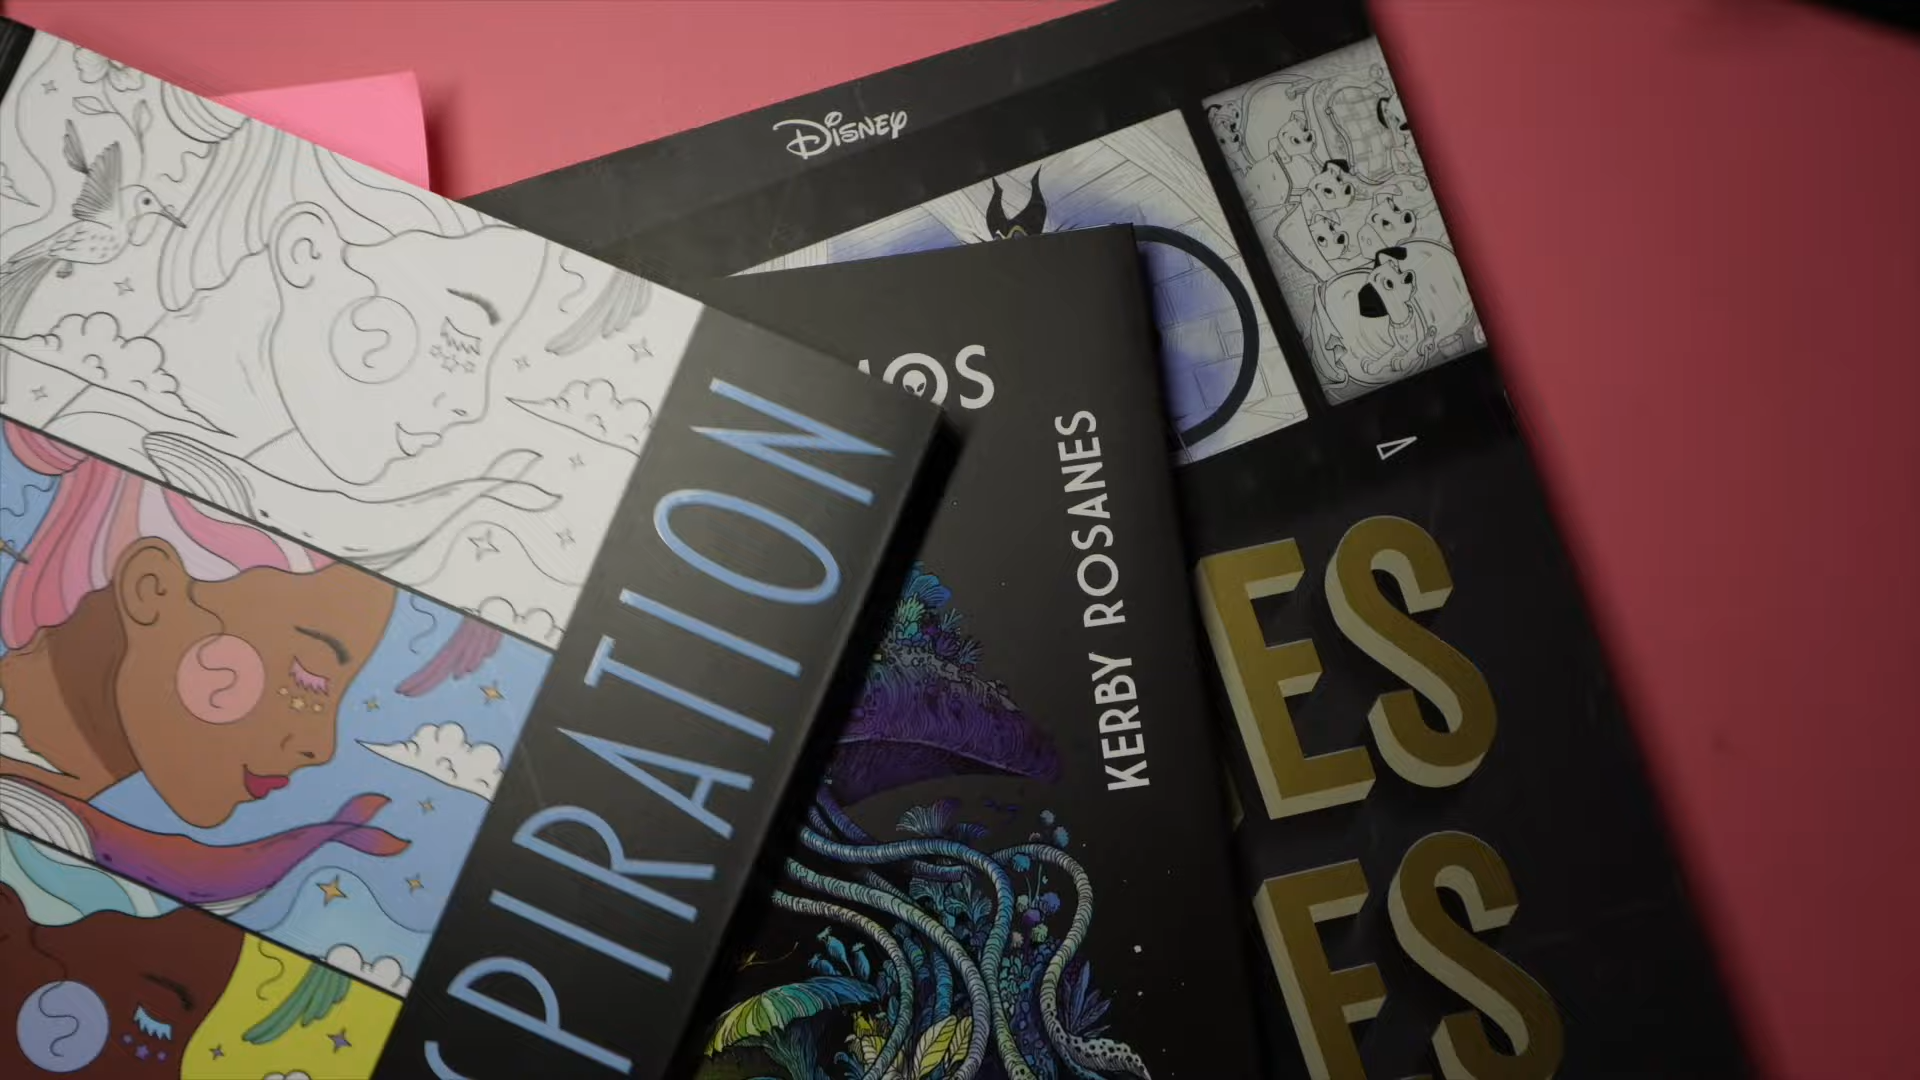 DISNEY
OS
KERBY ROSANES
SPIRATION
ES
ES